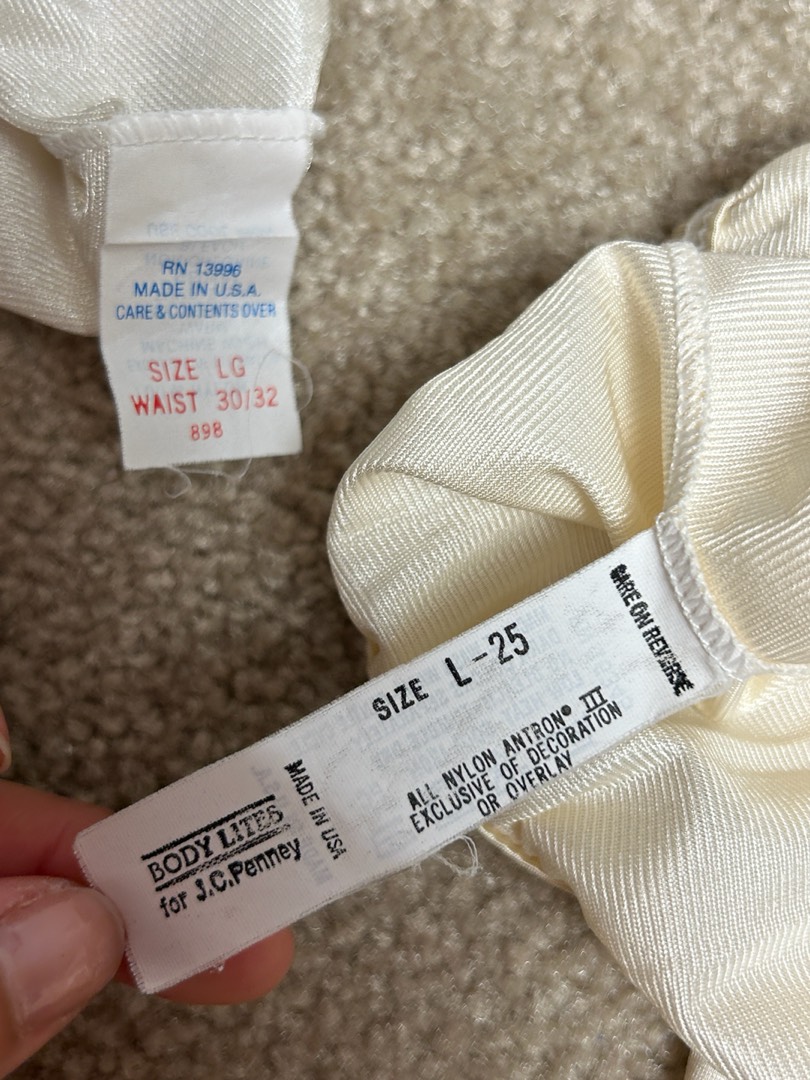 RN 13996
MADE IN U.S.A.
CARE & CONTENTS OVER
SIZE LG
WAIST 30/32
898
CARE ON REVERSE
SIZE L-25
ALL NYLON ANTRON® III
EXCLUSIVE OF DECORATION
OR OVERLAY
MADE IN USA
BODY LITES
for J.C.Penney